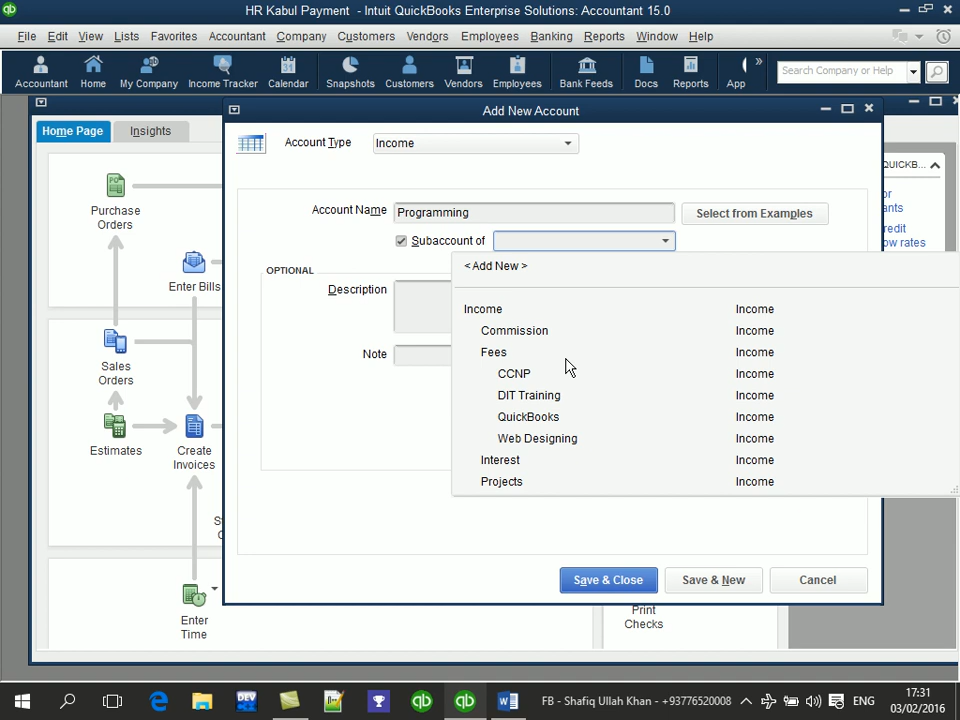 HR Kabul Payment - Intuit QuickBooks Enterprise Solutions: Accountant 15.0
File Edit View Lists Favorites Accountant Company Customers Vendors Employees Banking Reports Window Help
Accountant Home My Company Income Tracker Calendar Snapshots Customers Vendors Employees Bank Feeds Docs Reports App » Search Company or Help
Add New Account
Home Page Insights
Account Type Income
QUICKB...
Purchase Orders
Account Name Programming Select from Examples
Subaccount of
Enter Bills
OPTIONAL
Description
Note
< Add New >
Income Income
Commission Income
Fees Income
CCNP Income
DIT Training Income
QuickBooks Income
Web Designing Income
Interest Income
Projects Income
Sales Orders
Estimates
Create Invoices
Save & Close Save & New Cancel
Enter Time
Print Checks
FB - Shafiq Ullah Khan - +93776520008 ENG
17:31
03/02/2016